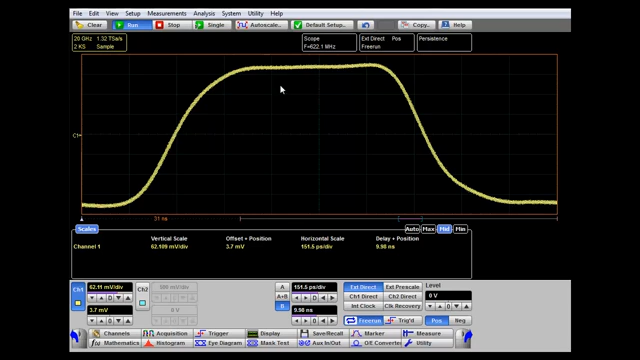 File Edit View Setup Measurements Analysis System Utility Help
Clear Run Stop Single Autoscale... Default Setup... Copy... Help
20 GHz 1.32 TSa/s
2 KS Sample
Scope
F=622.1 MHz
Ext Direct Pos
Freerun
Persistence
C1
31 ns
Scales
Auto Max Mid Min
Vertical Scale Offset + Position Horizontal Scale Delay + Position
Channel 1 62.109 mV/div 3.7 mV 151.5 ps/div 9.98 ns
Ch1 62.11 mV/div Ch2 500 mV/div A 151.5 ps/div Ext Direct Ext Prescale Level
A+B Ch1 Direct Ch2 Direct 0 V
3.7 mV 0 V B 9.98 ns Int Clock Clk Recovery
Freerun Trig'd Pos Neg
Channels Acquisition Trigger Display Save/Recall Marker Measure
Mathematics Histogram Eye Diagram Mask Test Aux In/Out O/E Converter Utility